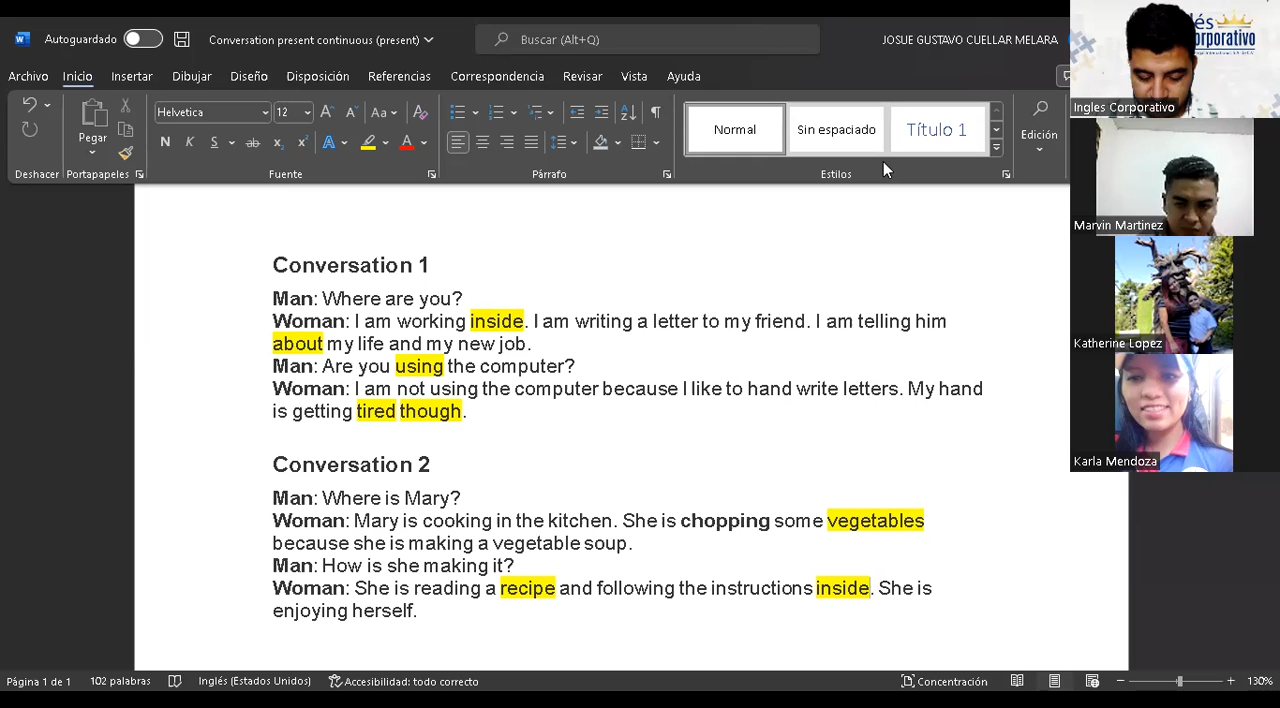 Autoguardado
Conversation present continuous (present)
Buscar (Alt+Q)
JOSUE GUSTAVO CUELLAR MELARA
Archivo Inicio Insertar Dibujar Diseño Disposición Referencias Correspondencia Revisar Vista Ayuda
Helvetica 12
Pegar
Normal
Sin espaciado
Título 1
Edición
Deshacer Portapapeles Fuente Párrafo Estilos
Conversation 1
Man: Where are you?
Woman: I am working inside. I am writing a letter to my friend. I am telling him
about my life and my new job.
Man: Are you using the computer?
Woman: I am not using the computer because I like to hand write letters. My hand
is getting tired though.
Conversation 2
Man: Where is Mary?
Woman: Mary is cooking in the kitchen. She is chopping some vegetables
because she is making a vegetable soup.
Man: How is she making it?
Woman: She is reading a recipe and following the instructions inside. She is
enjoying herself.
Página 1 de 1 102 palabras Inglés (Estados Unidos) Accesibilidad: todo correcto Concentración 130%
Ingles Corporativo
Marvin Martinez
Katherine Lopez
Karla Mendoza